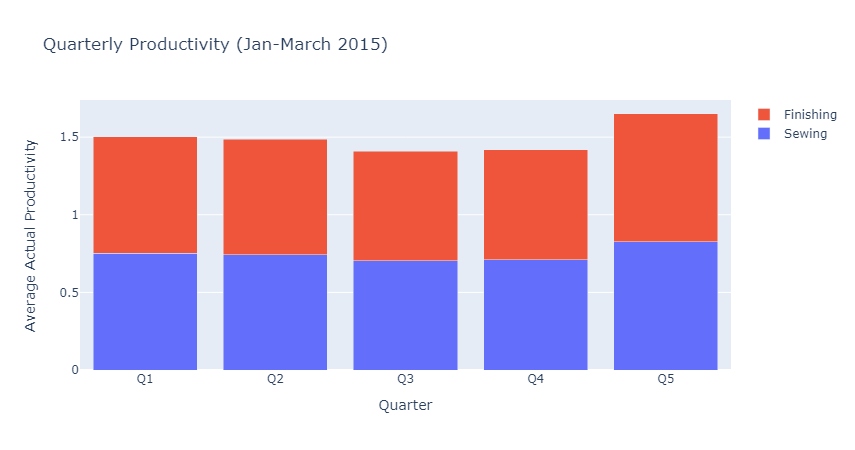 Quarterly Productivity (Jan-March 2015)
Finishing
Sewing
Average Actual Productivity
1.5
1
0.5
0
Q1
Q2
Q3
Q4
Q5
Quarter